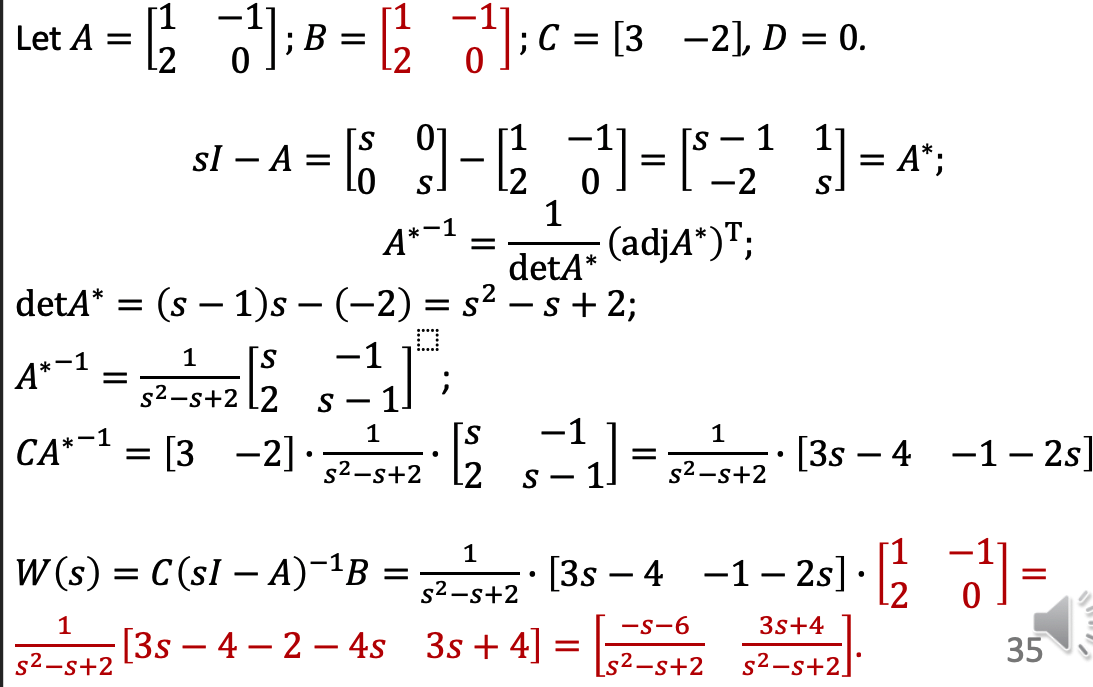 Let A = [1 −1; 2 0]; B = [1 −1; 2 0]; C = [3 −2], D = 0.
sI − A = [s 0; 0 s] − [1 −1; 2 0] = [s − 1 1; −2 s] = A*;
A*⁻¹ = 1/detA* (adjA*)ᵀ;
detA* = (s − 1)s − (−2) = s² − s + 2;
A*⁻¹ = 1/(s²−s+2) [s −1; 2 s − 1] ;
CA*⁻¹ = [3 −2] · 1/(s²−s+2) · [s −1; 2 s − 1] = 1/(s²−s+2) · [3s − 4 −1 − 2s]
W(s) = C(sI − A)⁻¹B = 1/(s²−s+2) · [3s − 4 −1 − 2s] · [1 −1; 2 0] =
1/(s²−s+2) [3s − 4 − 2 − 4s 3s + 4] = [(−s−6)/(s²−s+2) (3s+4)/(s²−s+2)].
35